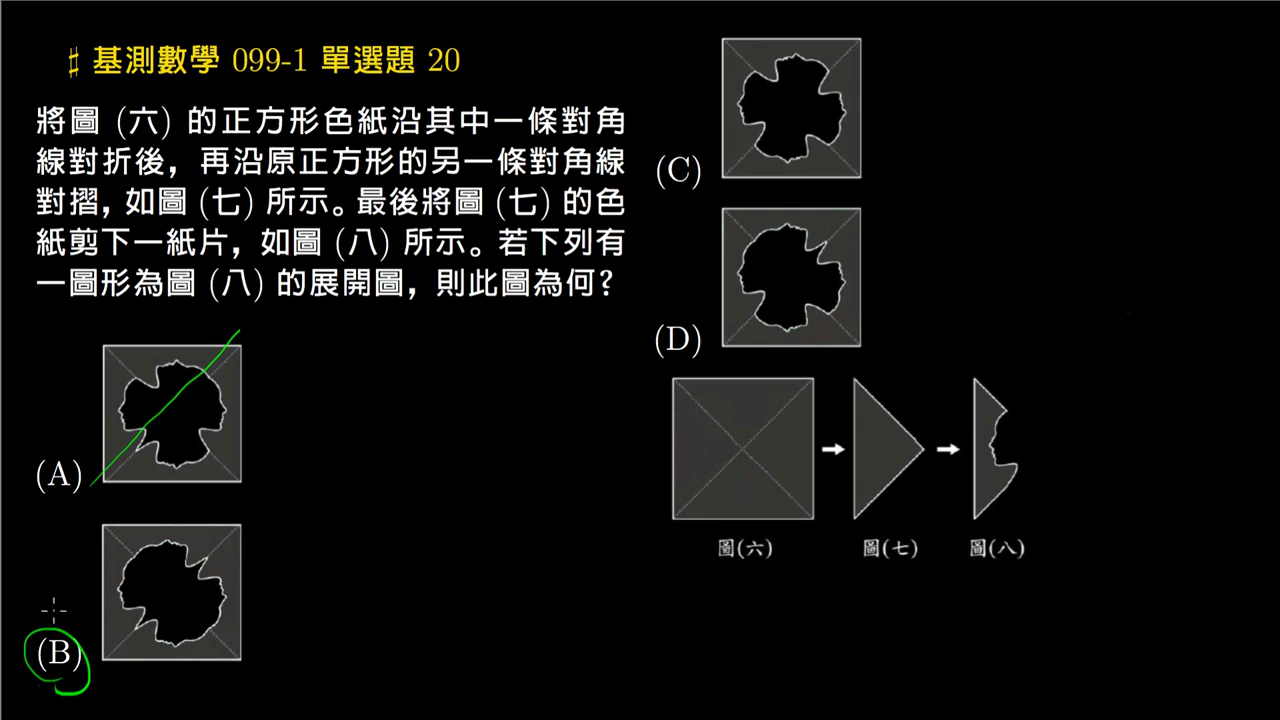 ♯ 基測數學 099-1 單選題 20
將圖 (六) 的正方形色紙沿其中一條對角
線對折後，再沿原正方形的另一條對角線
對摺，如圖 (七) 所示。最後將圖 (七) 的色
紙剪下一紙片，如圖 (八) 所示。若下列有
一圖形為圖 (八) 的展開圖，則此圖為何?
(A)
(B)
(C)
(D)
圖(六)
圖(七)
圖(八)